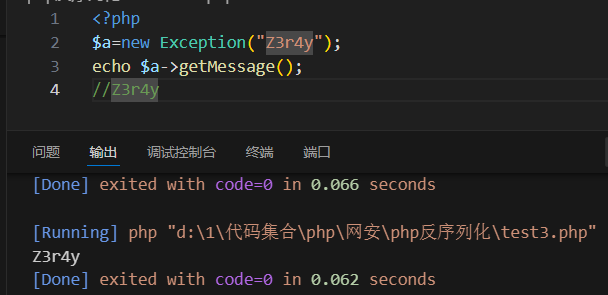 1 <?php
2 $a=new Exception("Z3r4y");
3 echo $a->getMessage();
4 //Z3r4y
问题 输出 调试控制台 终端 端口
[Done] exited with code=0 in 0.066 seconds
[Running] php "d:\1\代码集合\php\网安\php反序列化\test3.php"
Z3r4y
[Done] exited with code=0 in 0.062 seconds